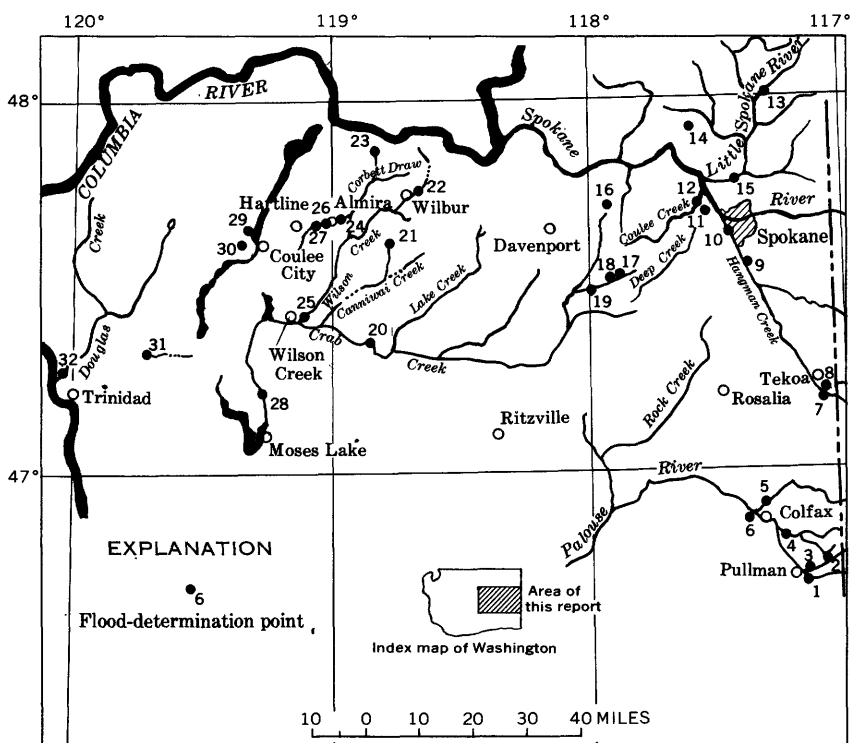 120°
119°
118°
117°
48°
47°
COLUMBIA
RIVER
Spokane
River
Little Spokane River
13
14
15
23
Corbett Draw
22
Wilbur
16
12
11
Coulee Creek
10
Spokane
9
Hangman Creek
Hartline
Almira
26
27
24
29
30
Coulee City
21
Wilson Creek
Canniwai Creek
Lake Creek
Davenport
18
17
19
Deep Creek
Creek
Douglas
31
32
Trinidad
25
Wilson Creek
Crab
Creek
20
28
Moses Lake
Ritzville
Rock Creek
Rosalia
Tekoa
8
7
Palouse
River
5
6
Colfax
4
3
2
Pullman
1
EXPLANATION
6
Flood-determination point
Area of
this report
Index map of Washington
10 0 10 20 30 40 MILES